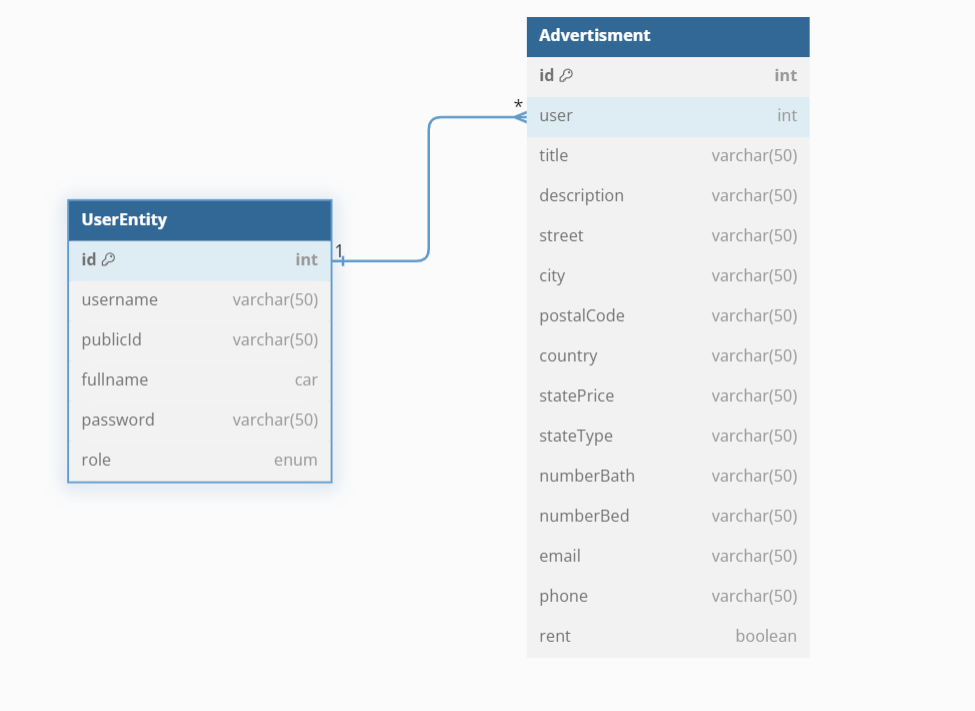 UserEntity
id int
username varchar(50)
publicId varchar(50)
fullname car
password varchar(50)
role enum
1
*
Advertisment
id int
user int
title varchar(50)
description varchar(50)
street varchar(50)
city varchar(50)
postalCode varchar(50)
country varchar(50)
statePrice varchar(50)
stateType varchar(50)
numberBath varchar(50)
numberBed varchar(50)
email varchar(50)
phone varchar(50)
rent boolean